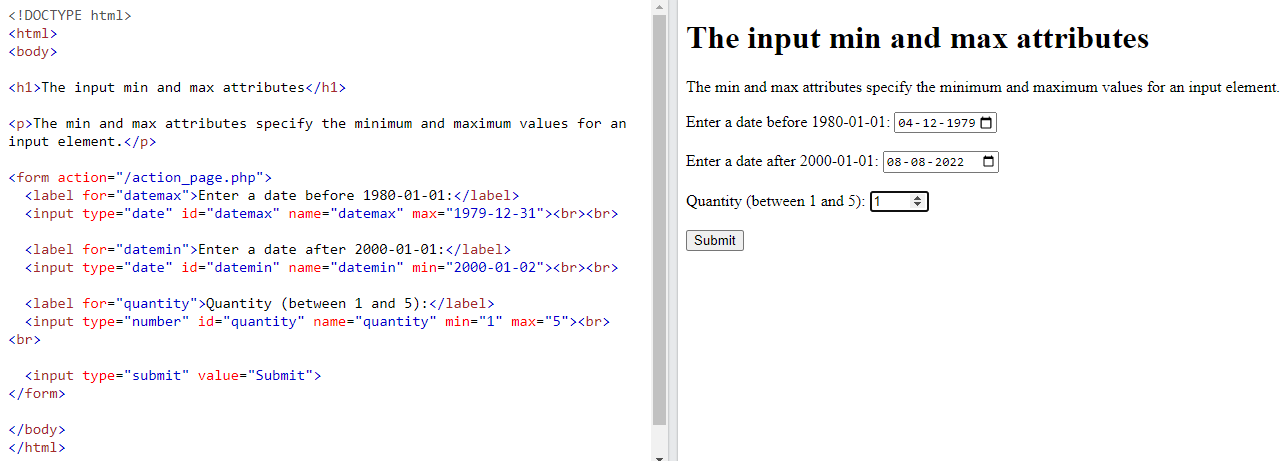 <!DOCTYPE html>
<html>
<body>
<h1>The input min and max attributes</h1>
<p>The min and max attributes specify the minimum and maximum values for an
input element.</p>
<form action="/action_page.php">
<label for="datemax">Enter a date before 1980-01-01:</label>
<input type="date" id="datemax" name="datemax" max="1979-12-31"><br><br>
<label for="datemin">Enter a date after 2000-01-01:</label>
<input type="date" id="datemin" name="datemin" min="2000-01-02"><br><br>
<label for="quantity">Quantity (between 1 and 5):</label>
<input type="number" id="quantity" name="quantity" min="1" max="5"><br>
<br>
<input type="submit" value="Submit">
</form>
</body>
</html>
The input min and max attributes
The min and max attributes specify the minimum and maximum values for an input element.
Enter a date before 1980-01-01: 04-12-1979
Enter a date after 2000-01-01: 08-08-2022
Quantity (between 1 and 5): 1
Submit